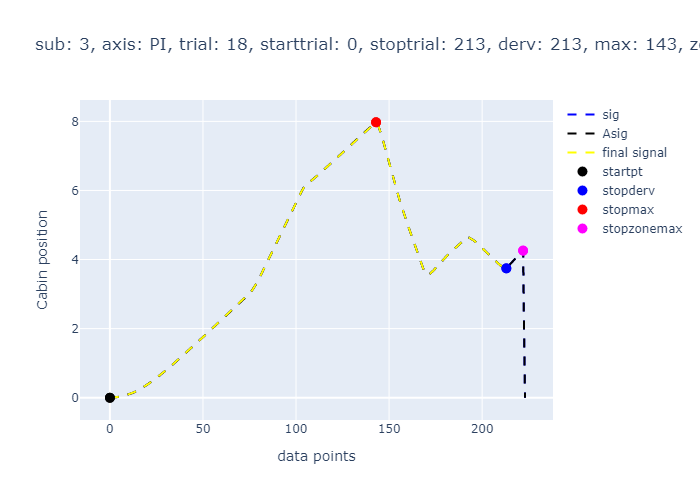 sub: 3, axis: PI, trial: 18, starttrial: 0, stoptrial: 213, derv: 213, max: 143,
sig
Asig
final signal
startpt
stopderv
stopmax
stopzonemax
Cabin position
8
6
4
2
0
0 50 100 150 200
data points